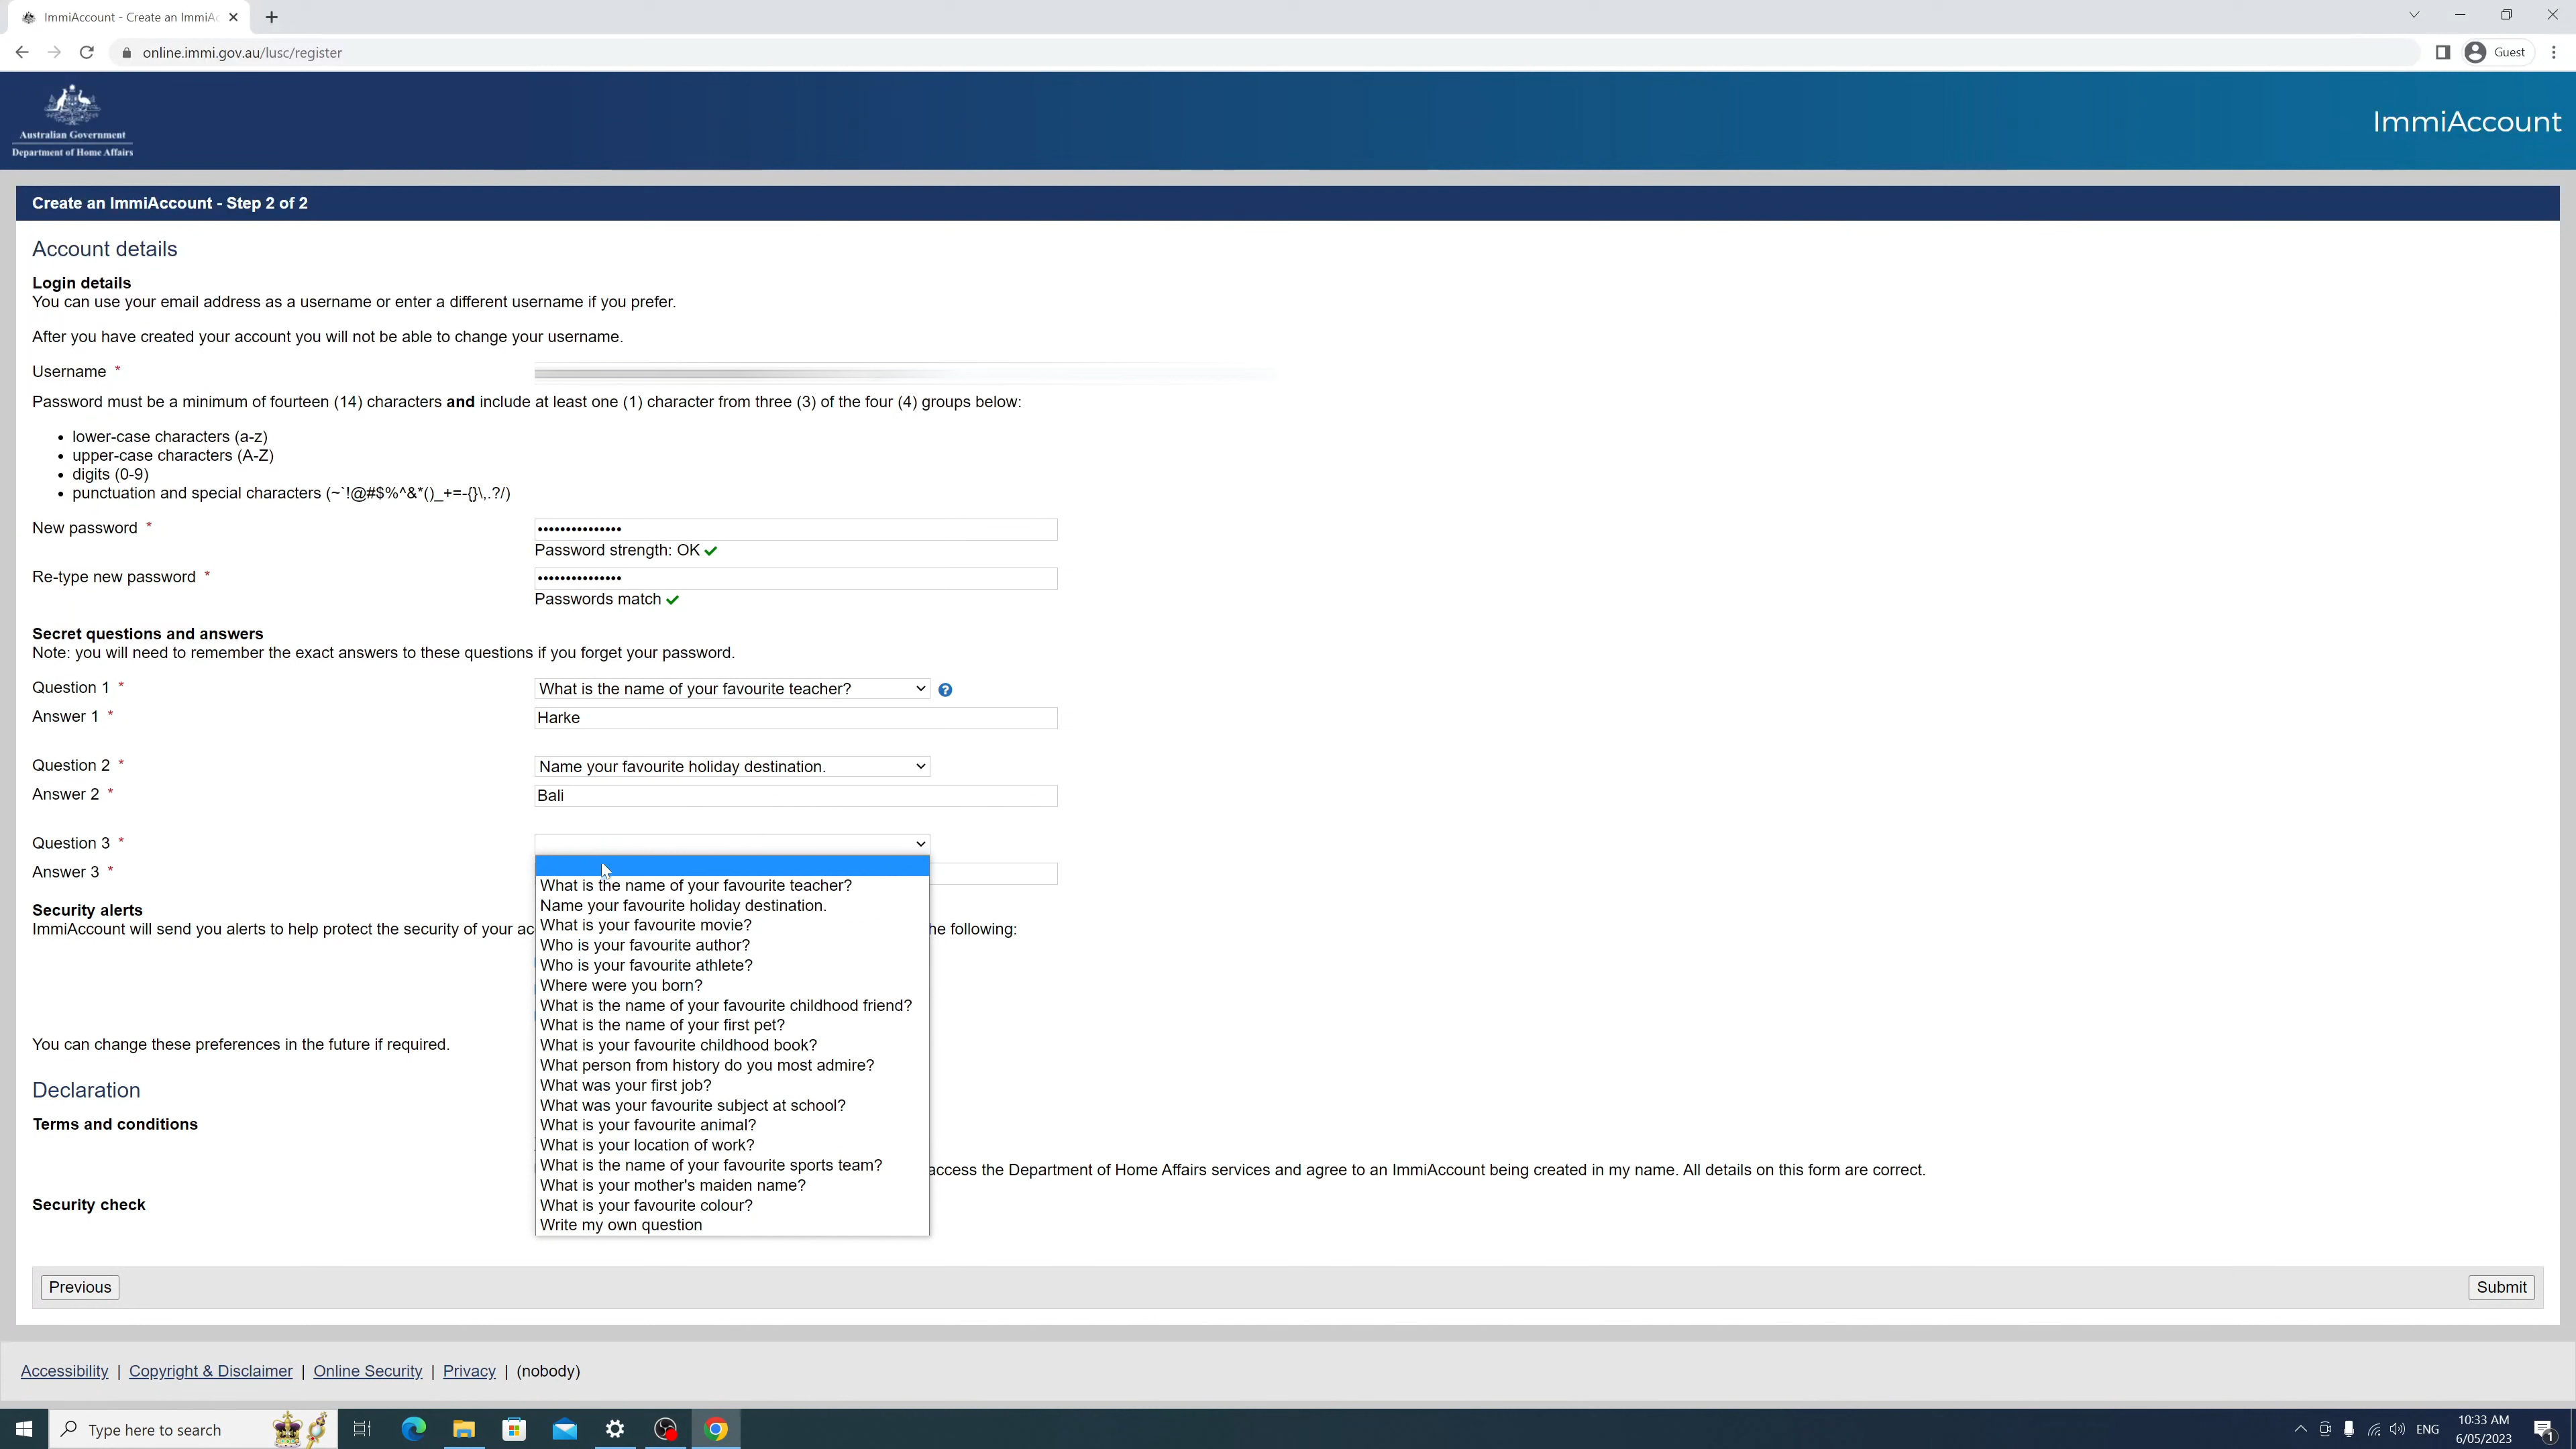 ImmiAccount - Create an ImmiAc
online.immi.gov.au/lusc/register
Guest
Australian Government
Department of Home Affairs
ImmiAccount
Create an ImmiAccount - Step 2 of 2
Account details
Login details
You can use your email address as a username or enter a different username if you prefer.
After you have created your account you will not be able to change your username.
Username *
Password must be a minimum of fourteen (14) characters and include at least one (1) character from three (3) of the four (4) groups below:
• lower-case characters (a-z)
• upper-case characters (A-Z)
• digits (0-9)
• punctuation and special characters (~`!@#$%^&*()_+=-{}\,.?/)
New password * •••••••••••••••
Password strength: OK
Re-type new password * •••••••••••••••
Passwords match
Secret questions and answers
Note: you will need to remember the exact answers to these questions if you forget your password.
Question 1 * What is the name of your favourite teacher?
Answer 1 * Harke
Question 2 * Name your favourite holiday destination.
Answer 2 * Bali
Question 3 *
Answer 3 *
What is the name of your favourite teacher?
Name your favourite holiday destination.
What is your favourite movie?
Who is your favourite author?
Who is your favourite athlete?
Where were you born?
What is the name of your favourite childhood friend?
What is the name of your first pet?
What is your favourite childhood book?
What person from history do you most admire?
What was your first job?
What was your favourite subject at school?
What is your favourite animal?
What is your location of work?
What is the name of your favourite sports team?
What is your mother's maiden name?
What is your favourite colour?
Write my own question
Security alerts
ImmiAccount will send you alerts to help protect the security of your ac he following:
You can change these preferences in the future if required.
Declaration
Terms and conditions
access the Department of Home Affairs services and agree to an ImmiAccount being created in my name. All details on this form are correct.
Security check
Previous
Submit
Accessibility | Copyright & Disclaimer | Online Security | Privacy | (nobody)
Type here to search
ENG
10:33 AM
6/05/2023
1